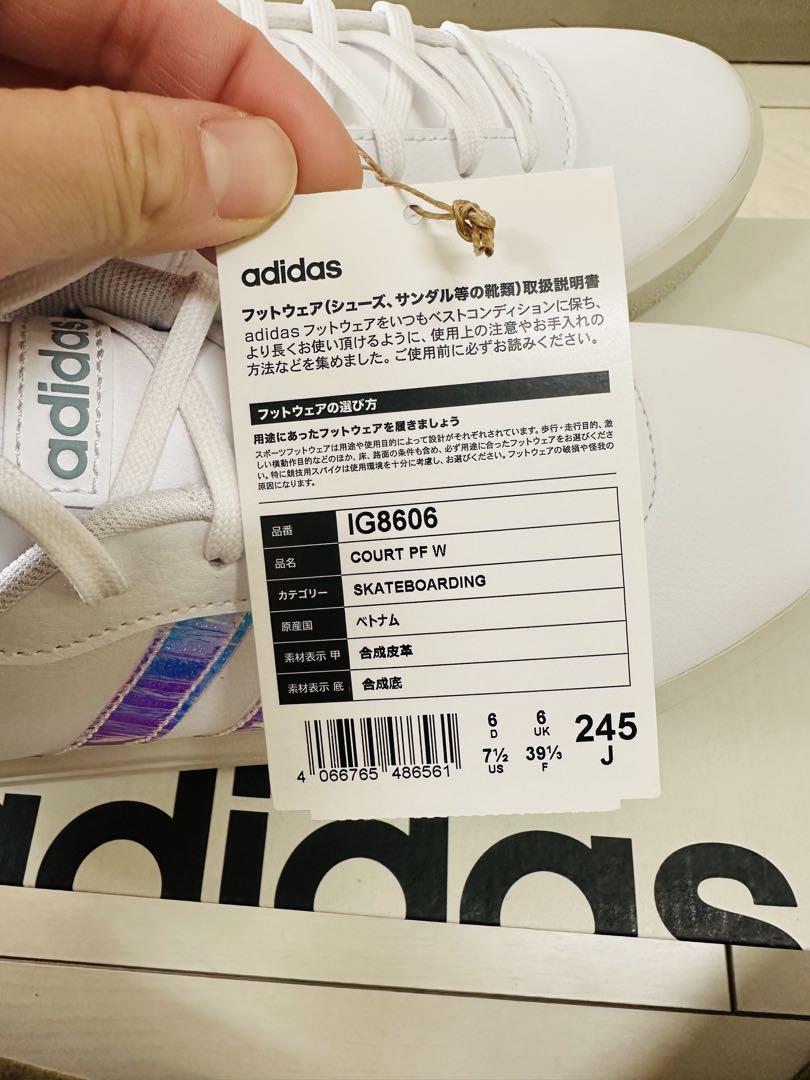 adidas
フットウェア(シューズ、サンダル等の靴類)取扱説明書
adidas フットウェアをいつもベストコンディションに保ち、
より長くお使い頂けるように、使用上の注意やお手入れの
方法などを集めました。ご使用前に必ずお読みください。
フットウェアの選び方
用途にあったフットウェアを履きましょう
スポーツフットウェアは用途や使用目的によって設計がそれぞれされています。歩行・走行目的、激
しい横動作目的などのほか、床、路面の条件も含め、必ず用途に合ったフットウェアをお選びくださ
い。特に競技用スパイクは使用環境を十分に考慮し、お選びください。フットウェアの破損や怪我の
原因になります。
品番 IG8606
品名 COURT PF W
カテゴリー SKATEBOARDING
原産国 ベトナム
素材表示 甲 合成皮革
素材表示 底 合成底
6 D 6 UK 245 J
7½ US 39⅓ F
4 066765 486561
adidas
adidas